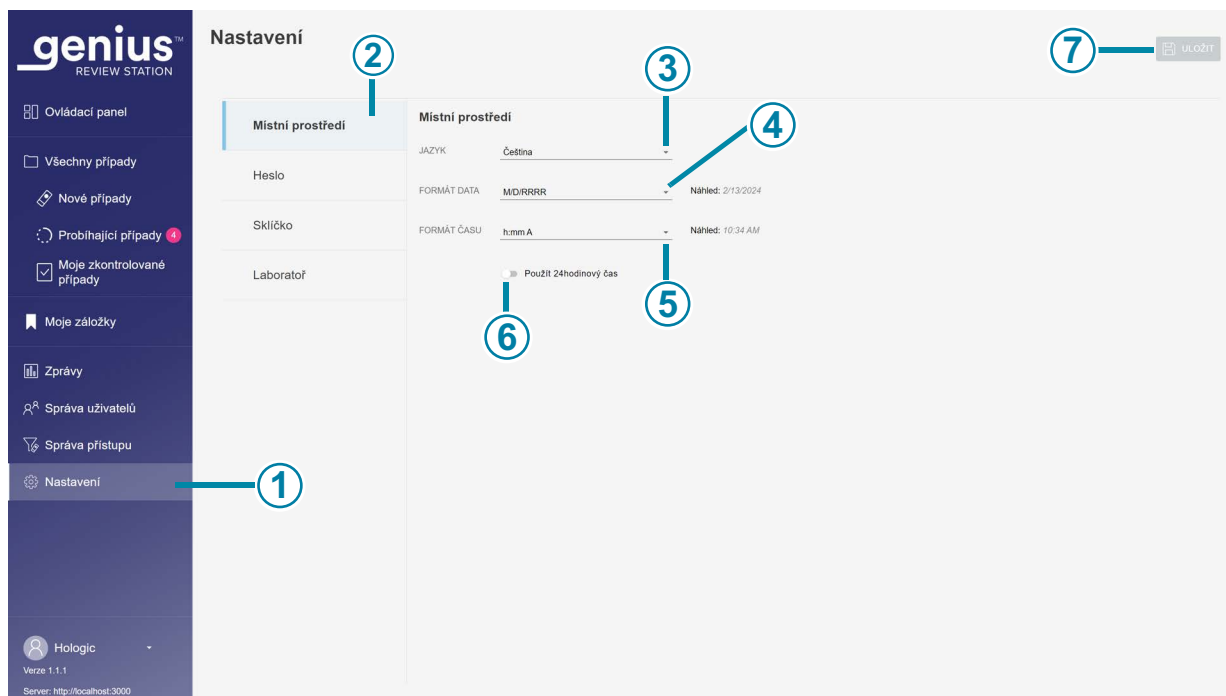 genius™
REVIEW STATION
Ovládací panel
Všechny případy
Nové případy
Probíhající případy 4
Moje zkontrolované
případy
Moje záložky
Zprávy
Správa uživatelů
Správa přístupu
Nastavení
Hologic
Verze 1.1.1
Server: http://localhost:3000
Nastavení
ULOŽIT
Místní prostředí
Heslo
Sklíčko
Laboratoř
Místní prostředí
JAZYK Čeština
FORMÁT DATA M/D/RRRR Náhled: 2/13/2024
FORMÁT ČASU h:mm A Náhled: 10:34 AM
Použít 24hodinový čas
1
2
3
4
5
6
7